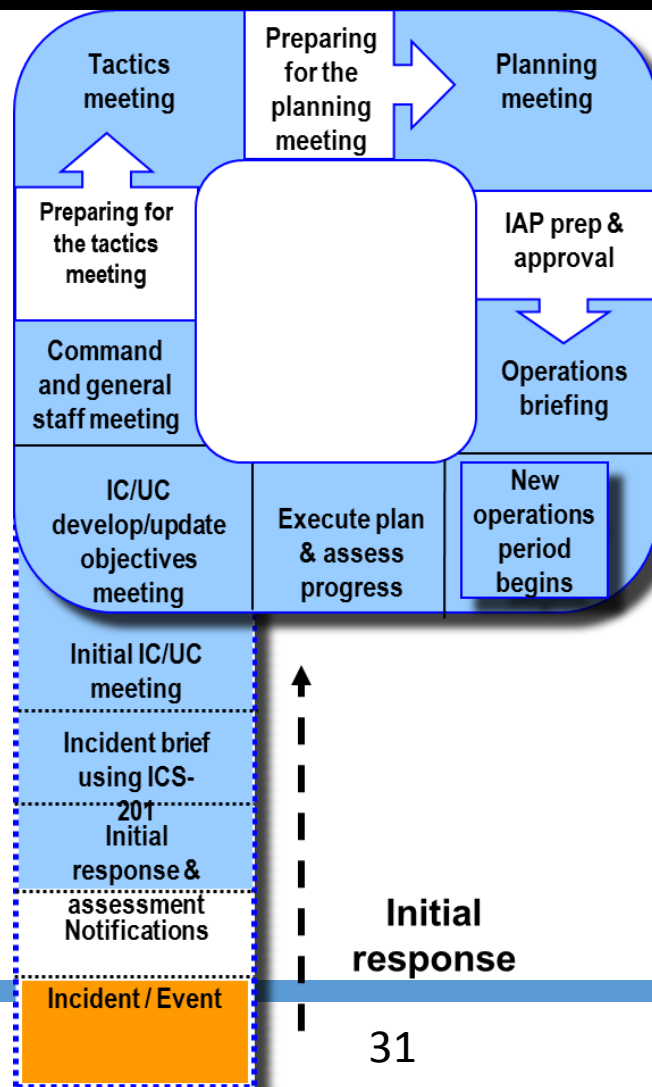 Tactics
meeting
Preparing
for the
planning
meeting
Planning
meeting
Preparing for
the tactics
meeting
IAP prep &
approval
Command
and general
staff meeting
Operations
briefing
IC/UC
develop/update
objectives
meeting
Execute plan
& assess
progress
New
operations
period
begins
Initial IC/UC
meeting
Incident brief
using ICS-
201
Initial
response &
assessment
Notifications
Incident / Event
Initial
response
31